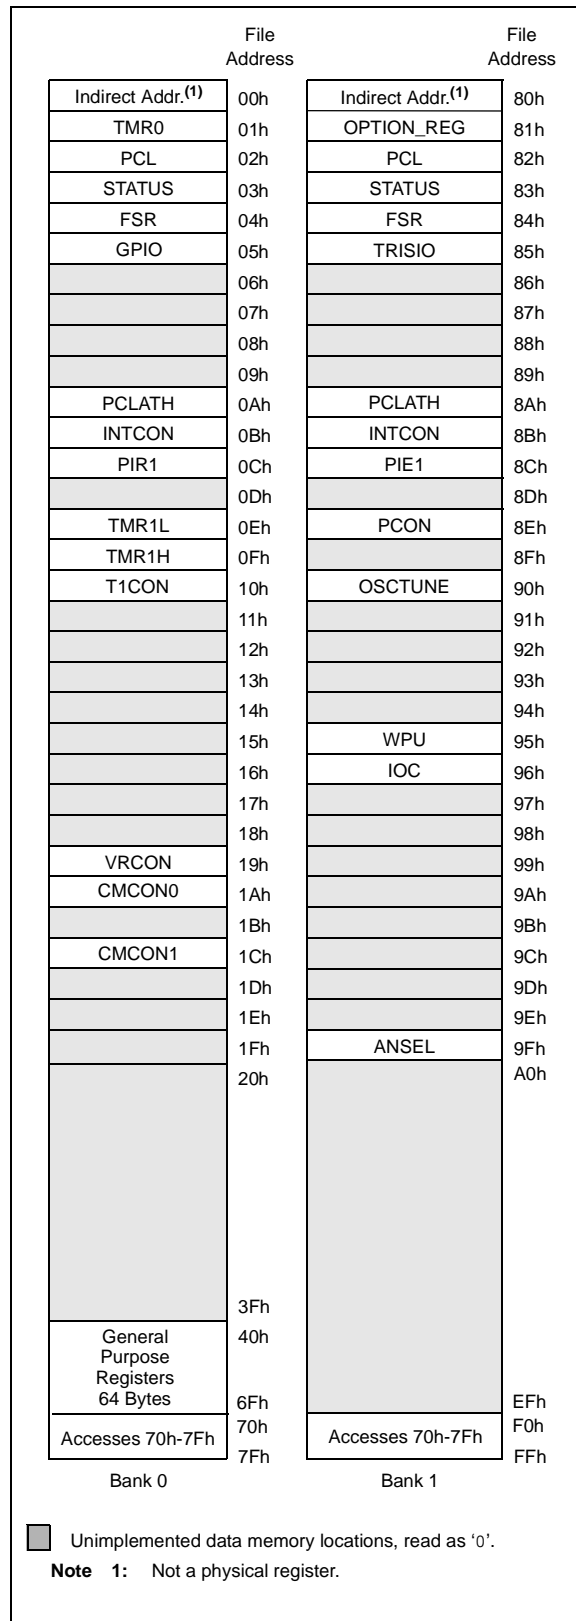 File File
Address Address
Indirect Addr.(1) 00h Indirect Addr.(1) 80h
TMR0 01h OPTION_REG 81h
PCL 02h PCL 82h
STATUS 03h STATUS 83h
FSR 04h FSR 84h
GPIO 05h TRISIO 85h
06h 86h
07h 87h
08h 88h
09h 89h
PCLATH 0Ah PCLATH 8Ah
INTCON 0Bh INTCON 8Bh
PIR1 0Ch PIE1 8Ch
0Dh 8Dh
TMR1L 0Eh PCON 8Eh
TMR1H 0Fh 8Fh
T1CON 10h OSCTUNE 90h
11h 91h
12h 92h
13h 93h
14h 94h
15h WPU 95h
16h IOC 96h
17h 97h
18h 98h
VRCON 19h 99h
CMCON0 1Ah 9Ah
1Bh 9Bh
CMCON1 1Ch 9Ch
1Dh 9Dh
1Eh 9Eh
1Fh ANSEL 9Fh
20h A0h
3Fh
General 40h
Purpose
Registers
64 Bytes 6Fh EFh
70h F0h
Accesses 70h-7Fh Accesses 70h-7Fh
7Fh FFh
Bank 0 Bank 1
Unimplemented data memory locations, read as ‘0’.
Note 1: Not a physical register.